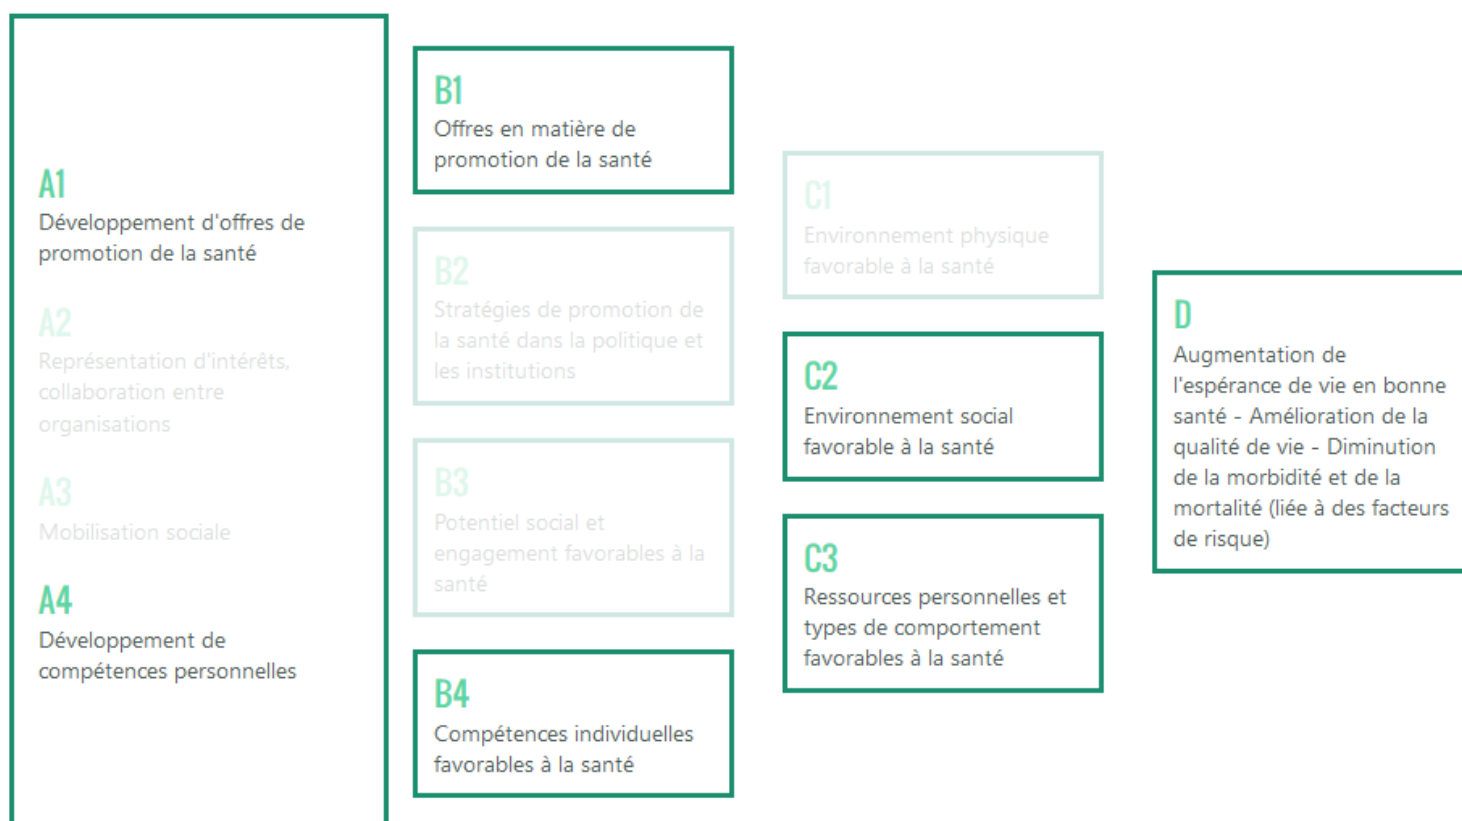 A1
Développement d'offres de
promotion de la santé
A2
Représentation d'intérêts,
collaboration entre
organisations
A3
Mobilisation sociale
A4
Développement de
compétences personnelles
B1
Offres en matière de
promotion de la santé
B2
Stratégies de promotion de
la santé dans la politique et
les institutions
B3
Potentiel social et
engagement favorables à la
santé
B4
Compétences individuelles
favorables à la santé
C1
Environnement physique
favorable à la santé
C2
Environnement social
favorable à la santé
C3
Ressources personnelles et
types de comportement
favorables à la santé
D
Augmentation de
l'espérance de vie en bonne
santé - Amélioration de la
qualité de vie - Diminution
de la morbidité et de la
mortalité (liée à des facteurs
de risque)